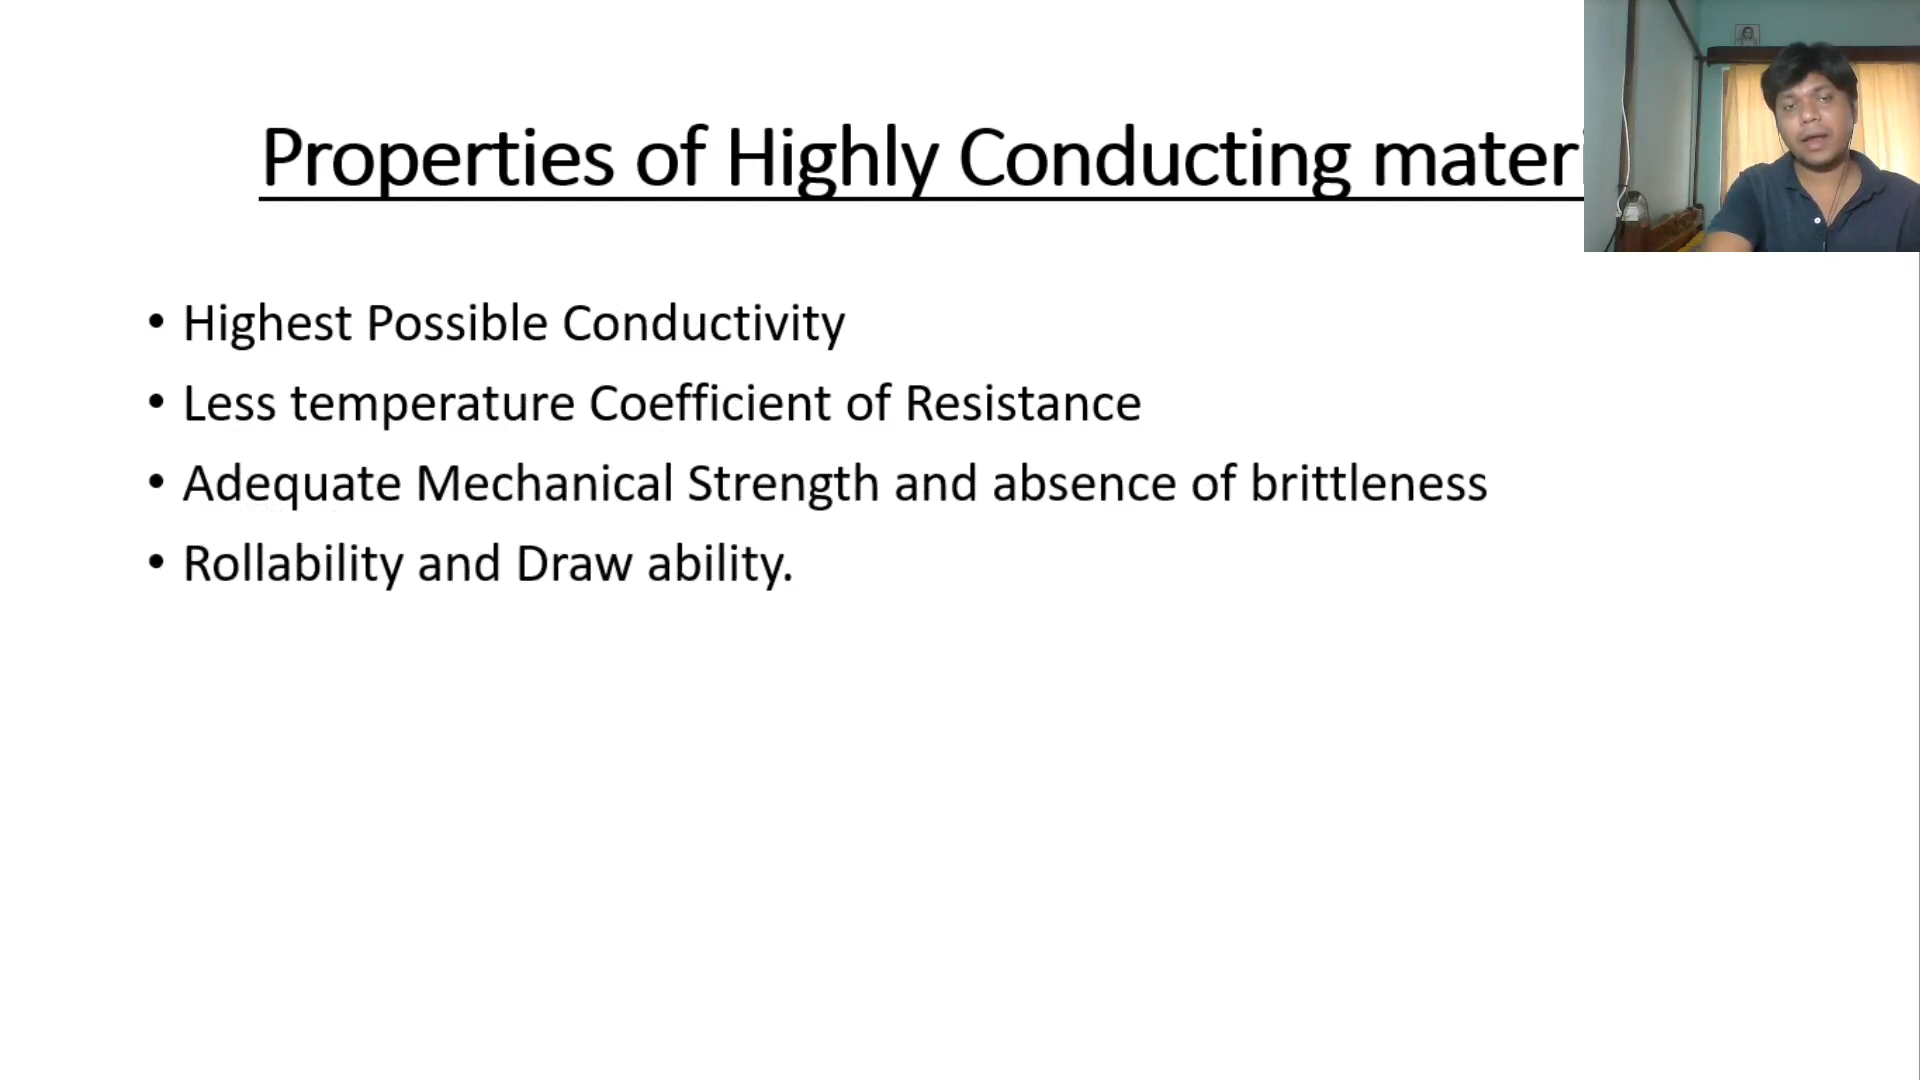 Properties of Highly Conducting materi
• Highest Possible Conductivity
• Less temperature Coefficient of Resistance
• Adequate Mechanical Strength and absence of brittleness
• Rollability and Draw ability.